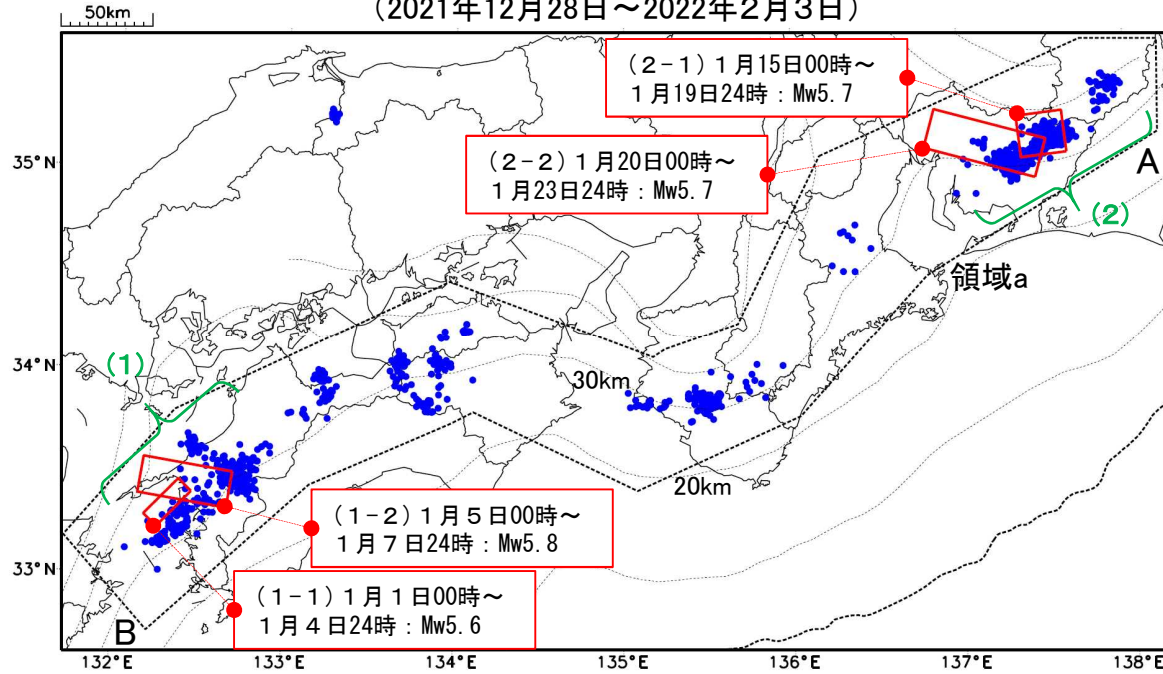 (2021年12月28日～2022年２月３日)
50km
(2-1)１月15日00時～
１月19日24時：Mw5.7
(2-2)１月20日00時～
１月23日24時：Mw5.7
35°N
A
(2)
領域a
34°N
(1)
30km
20km
(1-2)１月５日00時～
１月７日24時：Mw5.8
33°N
(1-1)１月１日00時～
１月４日24時：Mw5.6
B
132°E
133°E
134°E
135°E
136°E
137°E
138°E